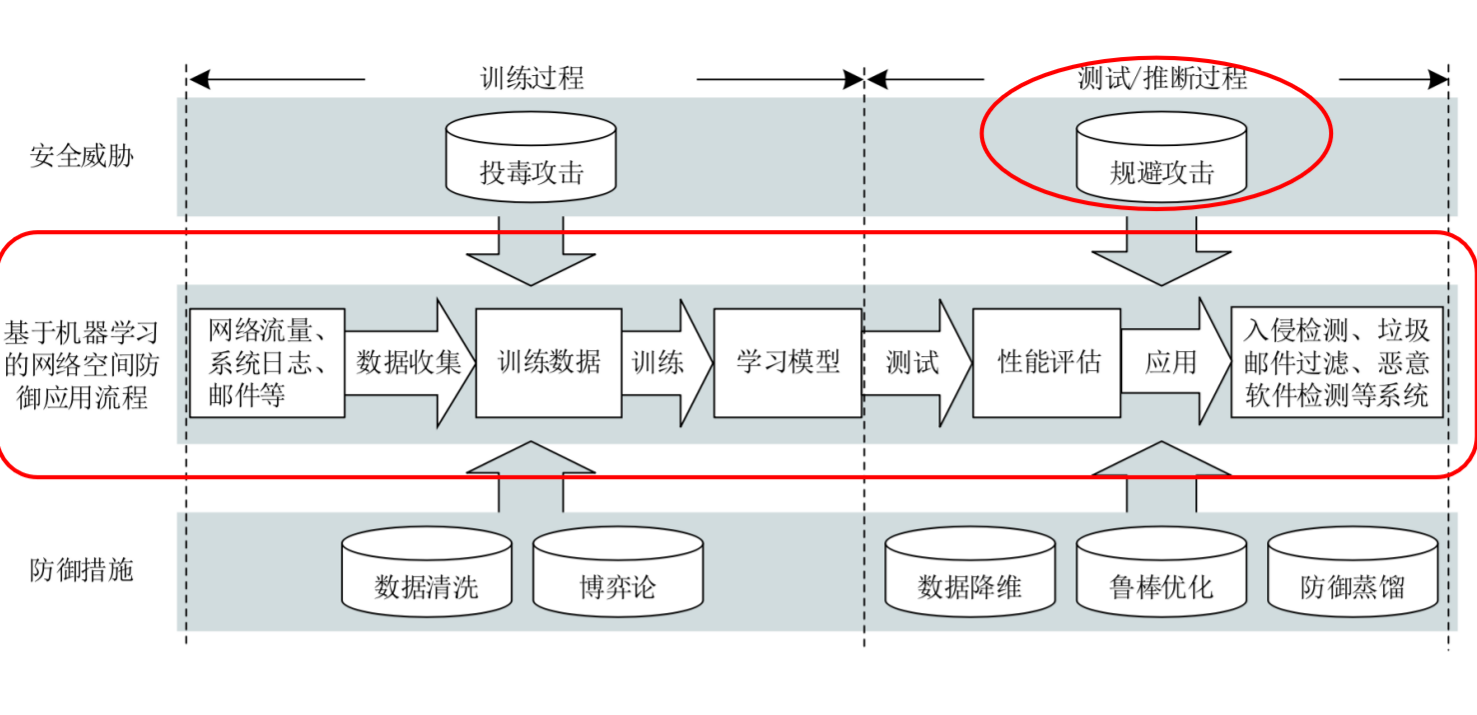 训练过程
测试/推断过程
安全威胁
投毒攻击
规避攻击
基于机器学习
的网络空间防
御应用流程
网络流量、
系统日志、
邮件等
数据收集
训练数据
训练
学习模型
测试
性能评估
应用
入侵检测、垃圾
邮件过滤、恶意
软件检测等系统
防御措施
数据清洗
博弈论
数据降维
鲁棒优化
防御蒸馏